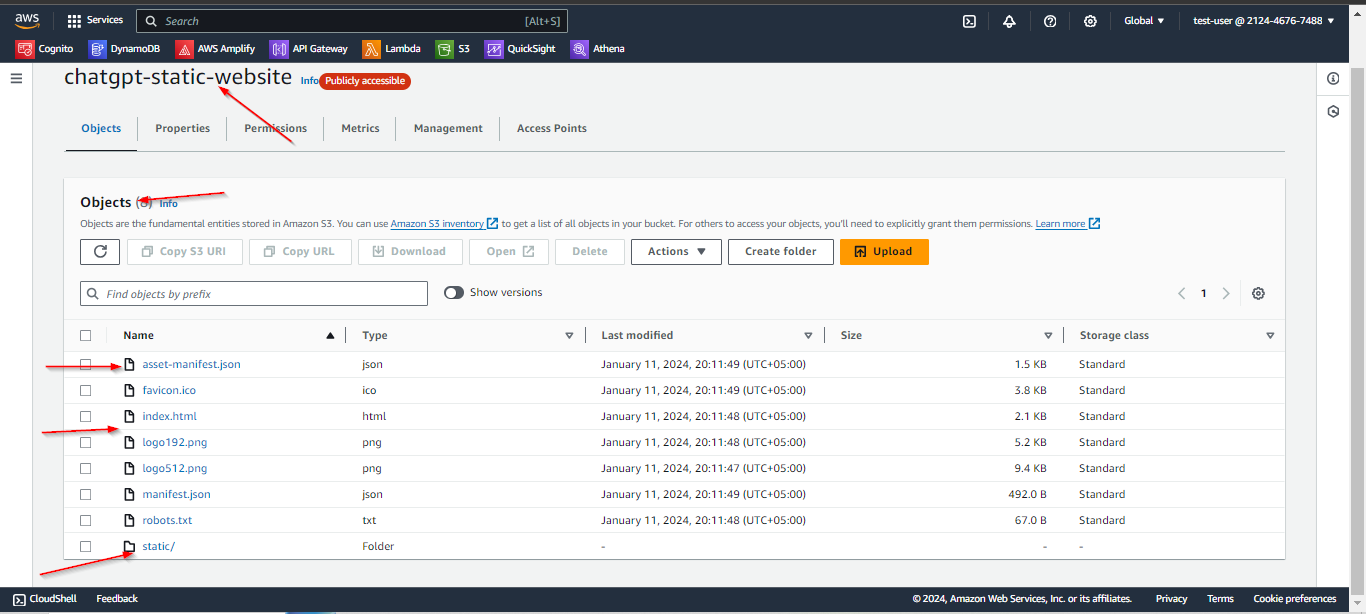 aws Services Search [Alt+S] Global ▼ test-user @ 2124-4676-7488 ▼
Cognito DynamoDB AWS Amplify API Gateway Lambda S3 QuickSight Athena
chatgpt-static-website Info Publicly accessible
Objects Properties Permissions Metrics Management Access Points
Objects Info
Objects are the fundamental entities stored in Amazon S3. You can use Amazon S3 inventory to get a list of all objects in your bucket. For others to access your objects, you'll need to explicitly grant them permissions. Learn more
Copy S3 URI Copy URL Download Open Delete Actions ▼ Create folder Upload
Find objects by prefix Show versions 1
Name Type Last modified Size Storage class
asset-manifest.json json January 11, 2024, 20:11:49 (UTC+05:00) 1.5 KB Standard
favicon.ico ico January 11, 2024, 20:11:49 (UTC+05:00) 3.8 KB Standard
index.html html January 11, 2024, 20:11:48 (UTC+05:00) 2.1 KB Standard
logo192.png png January 11, 2024, 20:11:48 (UTC+05:00) 5.2 KB Standard
logo512.png png January 11, 2024, 20:11:47 (UTC+05:00) 9.4 KB Standard
manifest.json json January 11, 2024, 20:11:49 (UTC+05:00) 492.0 B Standard
robots.txt txt January 11, 2024, 20:11:48 (UTC+05:00) 67.0 B Standard
static/ Folder - - -
CloudShell Feedback © 2024, Amazon Web Services, Inc. or its affiliates. Privacy Terms Cookie preferences